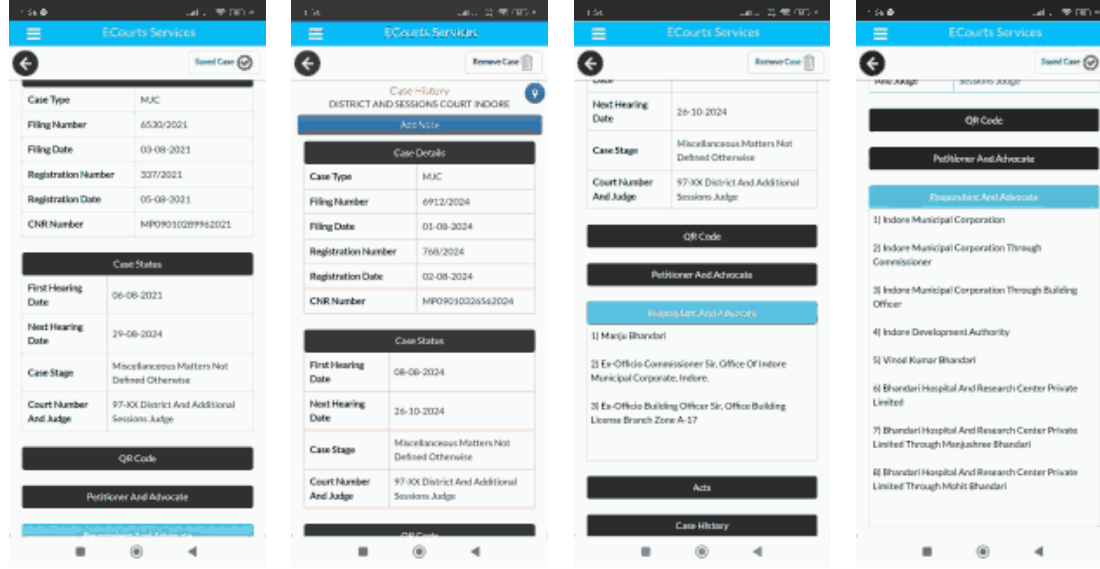 ECourts Services
Saved Case
Case Type MJC
Filing Number 6530/2021
Filing Date 03-08-2021
Registration Number 337/2021
Registration Date 05-08-2021
CNR Number MP09010289962021
Case Status
First Hearing
Date
06-08-2021
Next Hearing
Date
29-08-2024
Case Stage
Miscellaneous Matters Not
Defined Otherwise
Court Number
And Judge
97-XX District And Additional
Sessions Judge
QR Code
Petitioner And Advocate
Respondent And Advocate
ECourts Services
Remove Case
Case History
DISTRICT AND SESSIONS COURT INDORE
Add Note
Case Details
Case Type MJC
Filing Number 6912/2024
Filing Date 01-08-2024
Registration Number 768/2024
Registration Date 02-08-2024
CNR Number MP09010326562024
Case Status
First Hearing
Date
08-08-2024
Next Hearing
Date
26-10-2024
Case Stage
Miscellaneous Matters Not
Defined Otherwise
Court Number
And Judge
97-XX District And Additional
Sessions Judge
QR Code
ECourts Services
Remove Case
Date
Next Hearing
Date
26-10-2024
Case Stage
Miscellaneous Matters Not
Defined Otherwise
Court Number
And Judge
97-XX District And Additional
Sessions Judge
QR Code
Petitioner And Advocate
Respondent And Advocate
1) Manju Bhandari
2) Ex-Officio Commissioner Sir, Office Of Indore
Municipal Corporate, Indore.
3) Ex-Officio Building Officer Sir, Office Building
License Branch Zone A-17
Acts
Case History
ECourts Services
Saved Case
And Judge Sessions Judge
QR Code
Petitioner And Advocate
Respondent And Advocate
1) Indore Municipal Corporation
2) Indore Municipal Corporation Through
Commissioner
3) Indore Municipal Corporation Through Building
Officer
4) Indore Development Authority
5) Vinod Kumar Bhandari
6) Bhandari Hospital And Research Center Private
Limited
7) Bhandari Hospital And Research Center Private
Limited Through Manjushree Bhandari
8) Bhandari Hospital And Research Center Private
Limited Through Mohit Bhandari